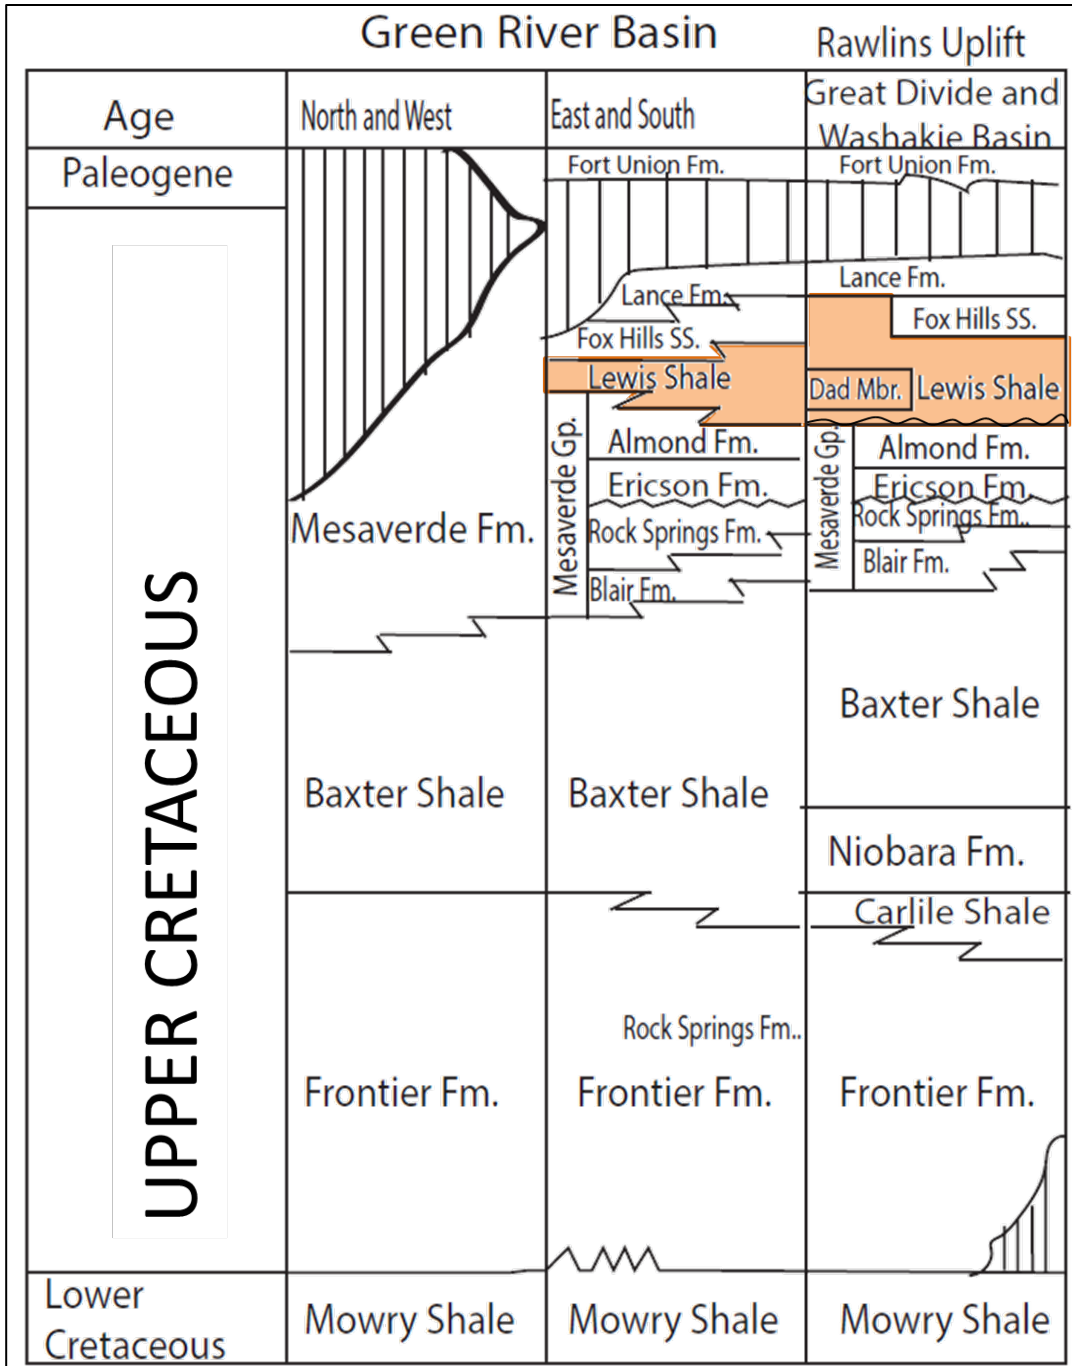 Green River Basin
Rawlins Uplift
Age
North and West
East and South
Great Divide and
Washakie Basin
Paleogene
UPPER CRETACEOUS
Lower
Cretaceous
Mesaverde Fm.
Baxter Shale
Frontier Fm.
Mowry Shale
Fort Union Fm.
Lance Fm.
Fox Hills SS.
Lewis Shale
Mesaverde Gp.
Almond Fm.
Ericson Fm.
Rock Springs Fm.
Blair Fm.
Baxter Shale
Rock Springs Fm..
Frontier Fm.
Mowry Shale
Fort Union Fm.
Lance Fm.
Fox Hills SS.
Dad Mbr.
Lewis Shale
Mesaverde Gp.
Almond Fm.
Ericson Fm.
Rock Springs Fm..
Blair Fm.
Baxter Shale
Niobara Fm.
Carlile Shale
Frontier Fm.
Mowry Shale